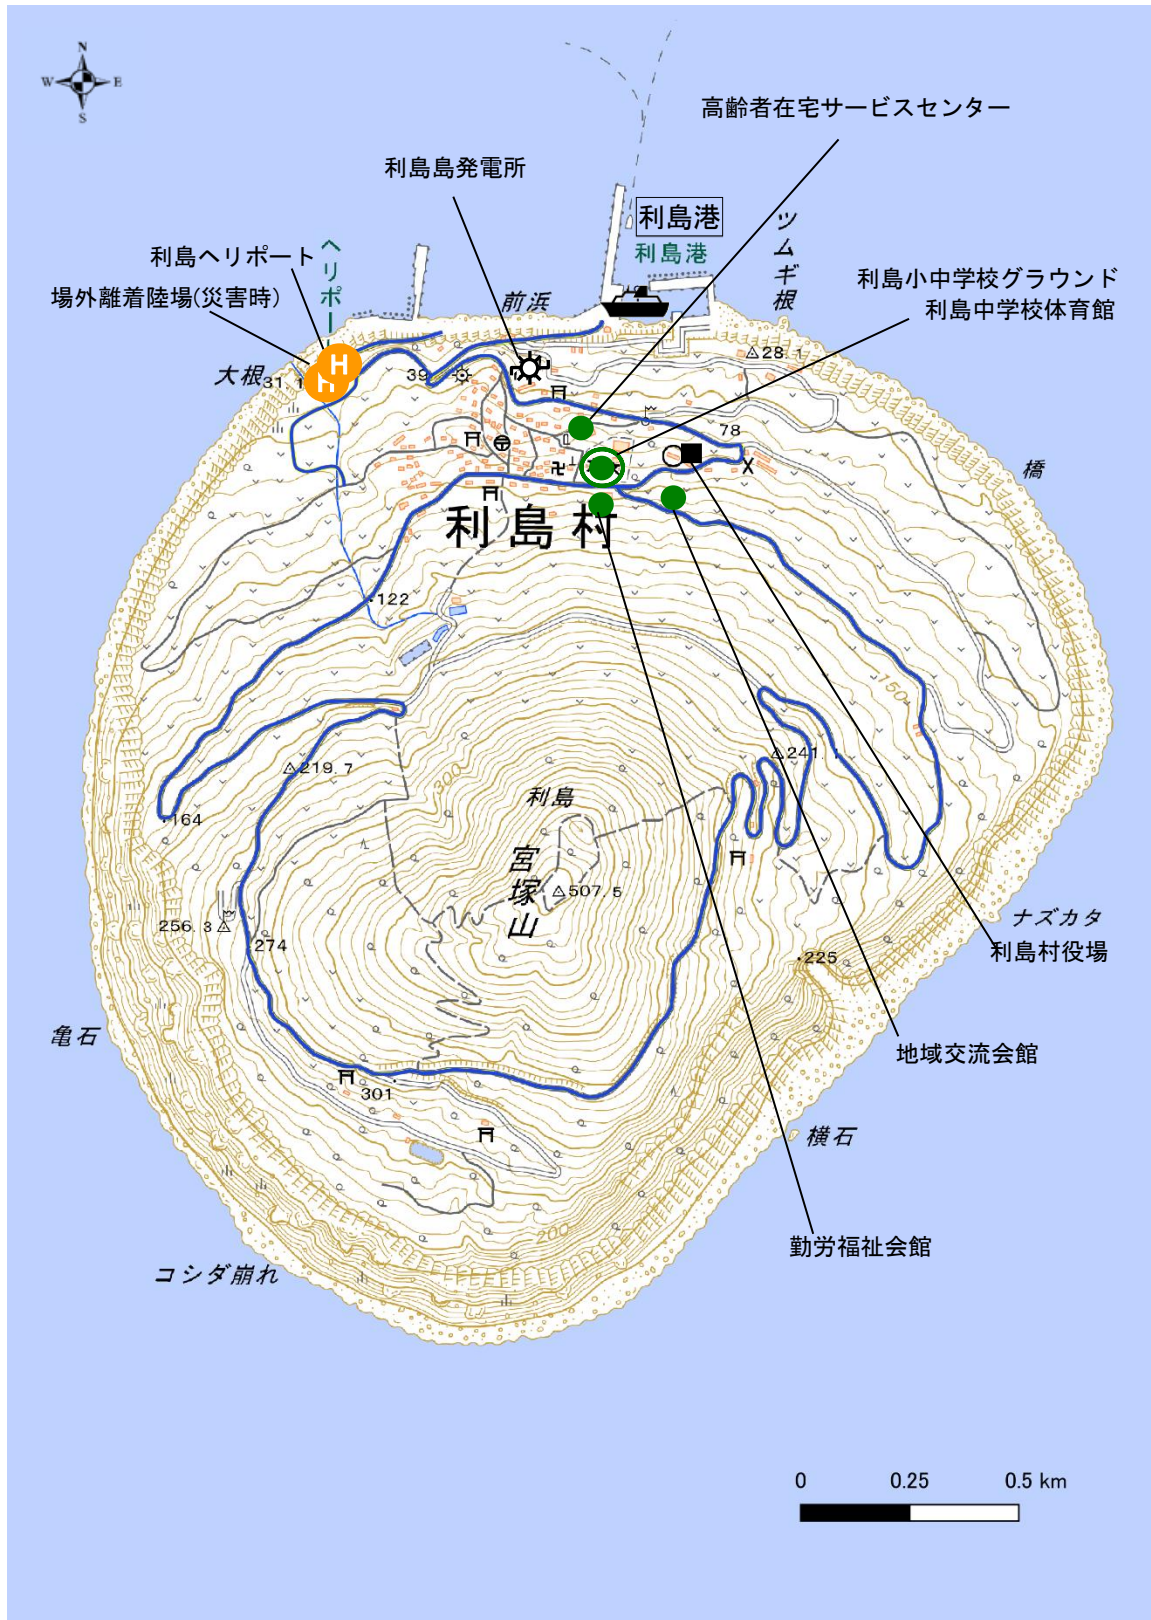 N
W E
S
高齢者在宅サービスセンター
利島島発電所
利島港
利島港
ツムギ根
利島ヘリポート
ヘリポー
場外離着陸場(災害時)
前浜
利島小中学校グラウンド
利島中学校体育館
大根
31.1
39
28.1
78
橋
利島村
122
150
219.7
241.1
164
300
利島
宮塚山
507.5
256.3
274
225
ナズカタ
利島村役場
亀石
地域交流会館
301
横石
200
勤労福祉会館
コシダ崩れ
0 0.25 0.5 km
H
h